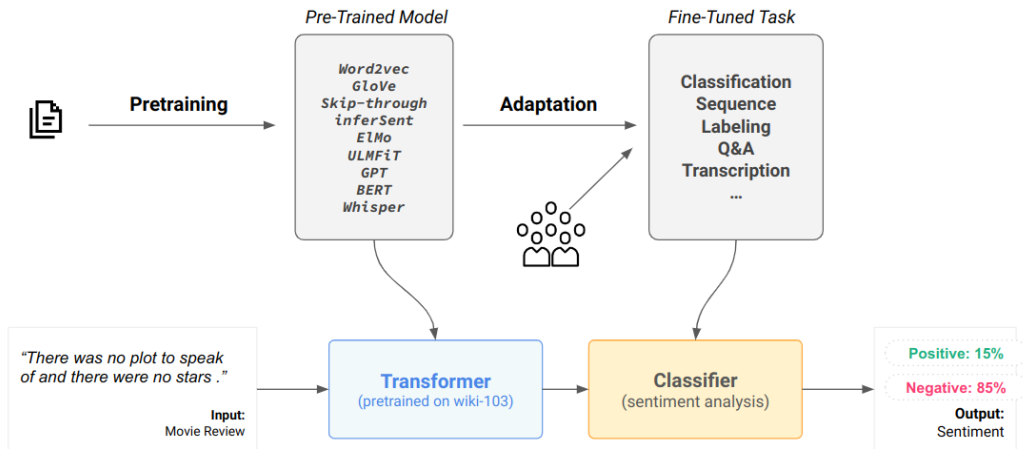 Pre-Trained Model
Fine-Tuned Task
Pretraining
Word2vec
GloVe
Skip-through
inferSent
ElMo
ULMFiT
GPT
BERT
Whisper
Adaptation
Classification
Sequence
Labeling
Q&A
Transcription
...
“There was no plot to speak
of and there were no stars .”
Input:
Movie Review
Transformer
(pretrained on wiki-103)
Classifier
(sentiment analysis)
Positive: 15%
Negative: 85%
Output:
Sentiment